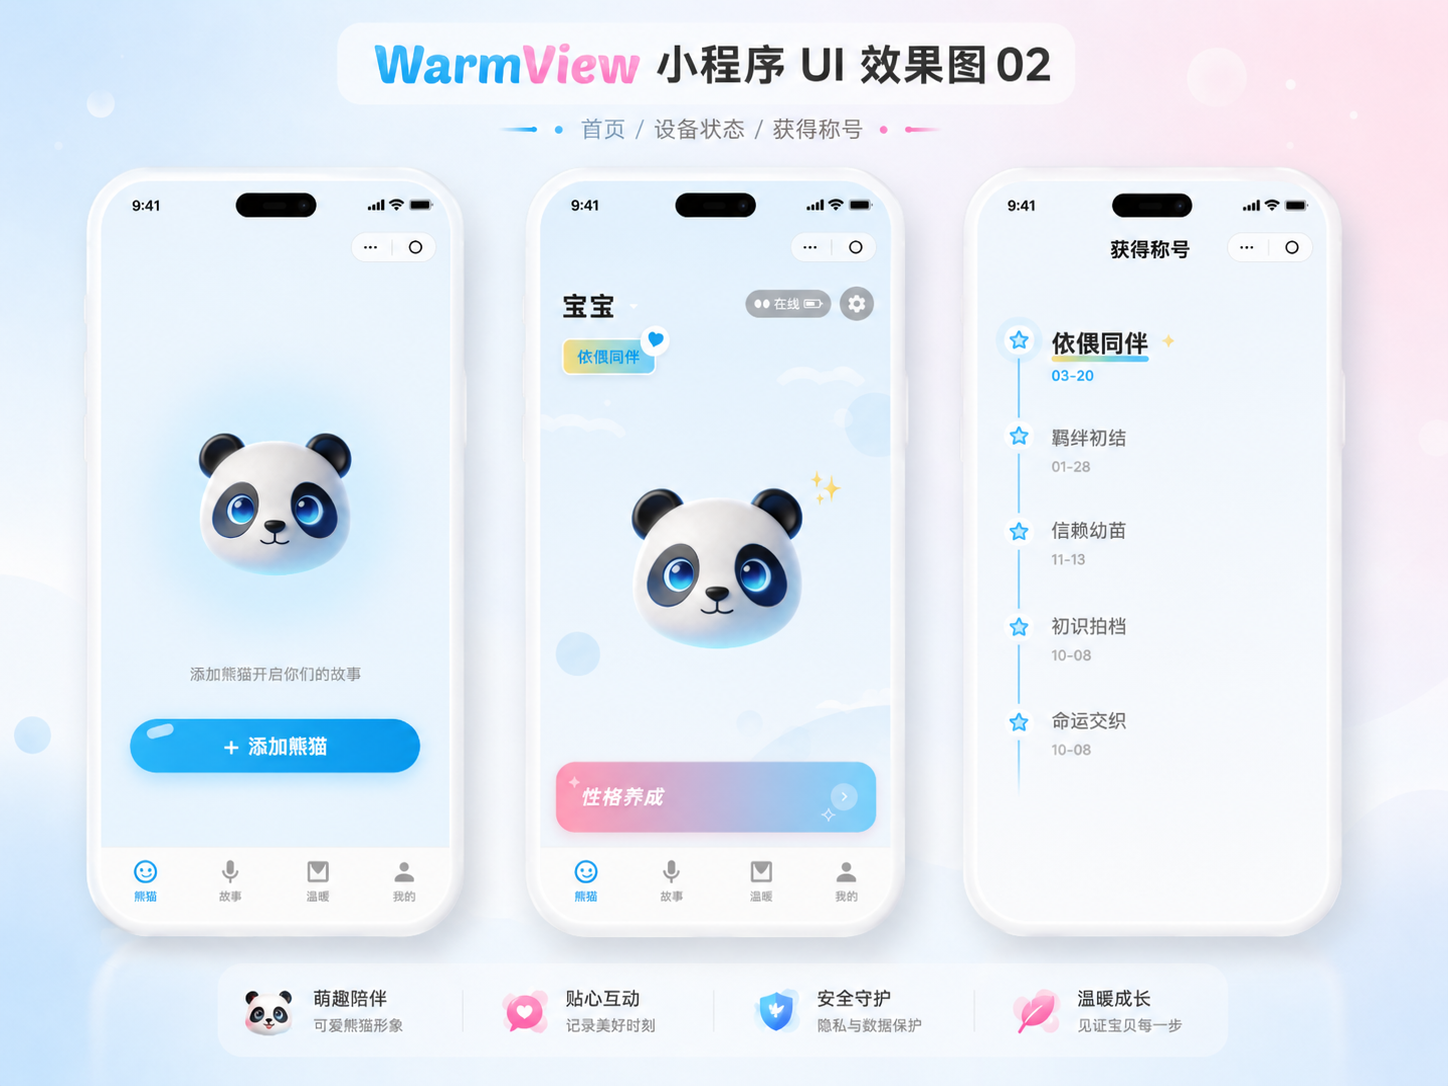 WarmView 小程序 UI 效果图 02
首页 / 设备状态 / 获得称号
9:41
添加熊猫开启你们的故事
+ 添加熊猫
熊猫
故事
温暖
我的
9:41
宝宝
在线
依偎同伴
性格养成
熊猫
故事
温暖
我的
9:41
获得称号
依偎同伴
03-20
羁绊初结
01-28
信赖幼苗
11-13
初识拍档
10-08
命运交织
10-08
萌趣陪伴
可爱熊猫形象
贴心互动
记录美好时刻
安全守护
隐私与数据保护
温暖成长
见证宝贝每一步